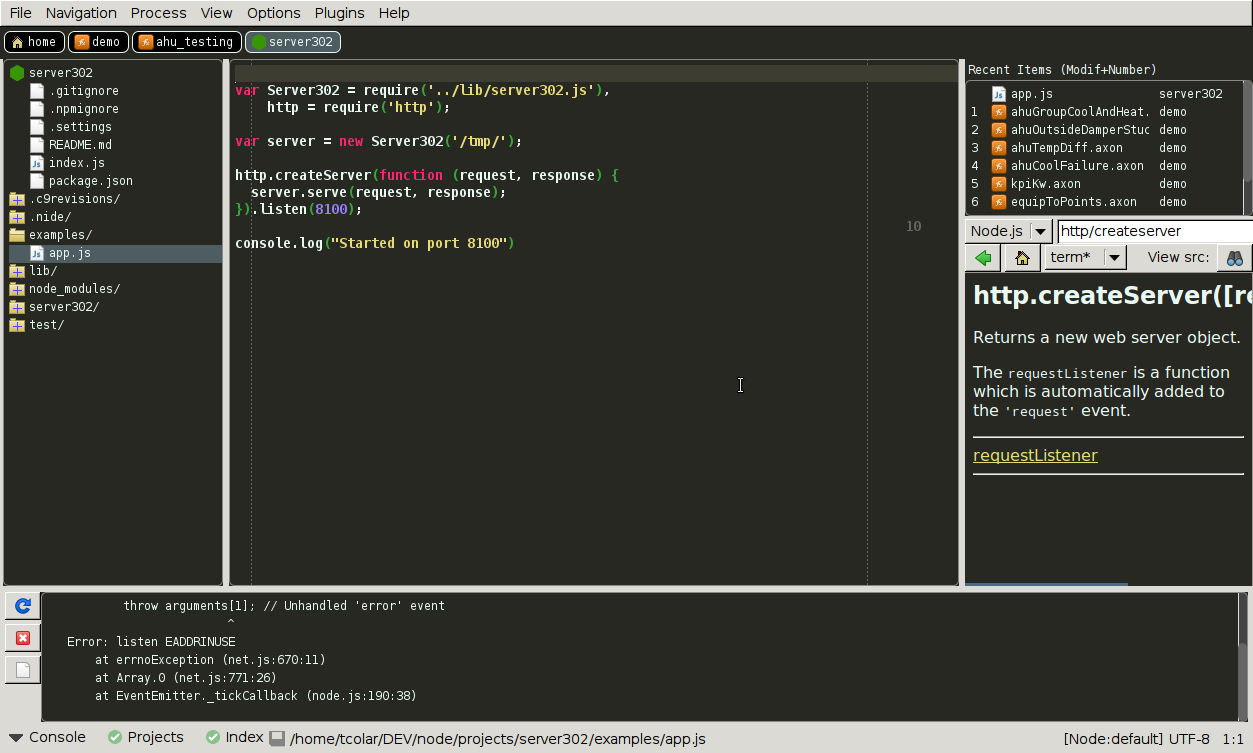 File Navigation Process View Options Plugins Help
home demo ahu_testing server302
server302
.gitignore
.npmignore
.settings
README.md
index.js
package.json
.c9revisions/
.nide/
examples/
app.js
lib/
node_modules/
server302/
test/
var Server302 = require('../lib/server302.js'),
http = require('http');
var server = new Server302('/tmp/');
http.createServer(function (request, response) {
server.serve(request, response);
}).listen(8100);
10
console.log("Started on port 8100")
Recent Items (Modif+Number)
app.js server302
1 ahuGroupCoolAndHeat. demo
2 ahuOutsideDamperStuc demo
3 ahuTempDiff.axon demo
4 ahuCoolFailure.axon demo
5 kpiKw.axon demo
6 equipToPoints.axon demo
Node.js http/createserver
term* View src:
http.createServer([re
Returns a new web server object.
The requestListener is a function
which is automatically added to
the 'request' event.
requestListener
throw arguments[1]; // Unhandled 'error' event
^
Error: listen EADDRINUSE
at errnoException (net.js:670:11)
at Array.0 (net.js:771:26)
at EventEmitter._tickCallback (node.js:190:38)
Console Projects Index /home/tcolar/DEV/node/projects/server302/examples/app.js [Node:default] UTF-8 1:1